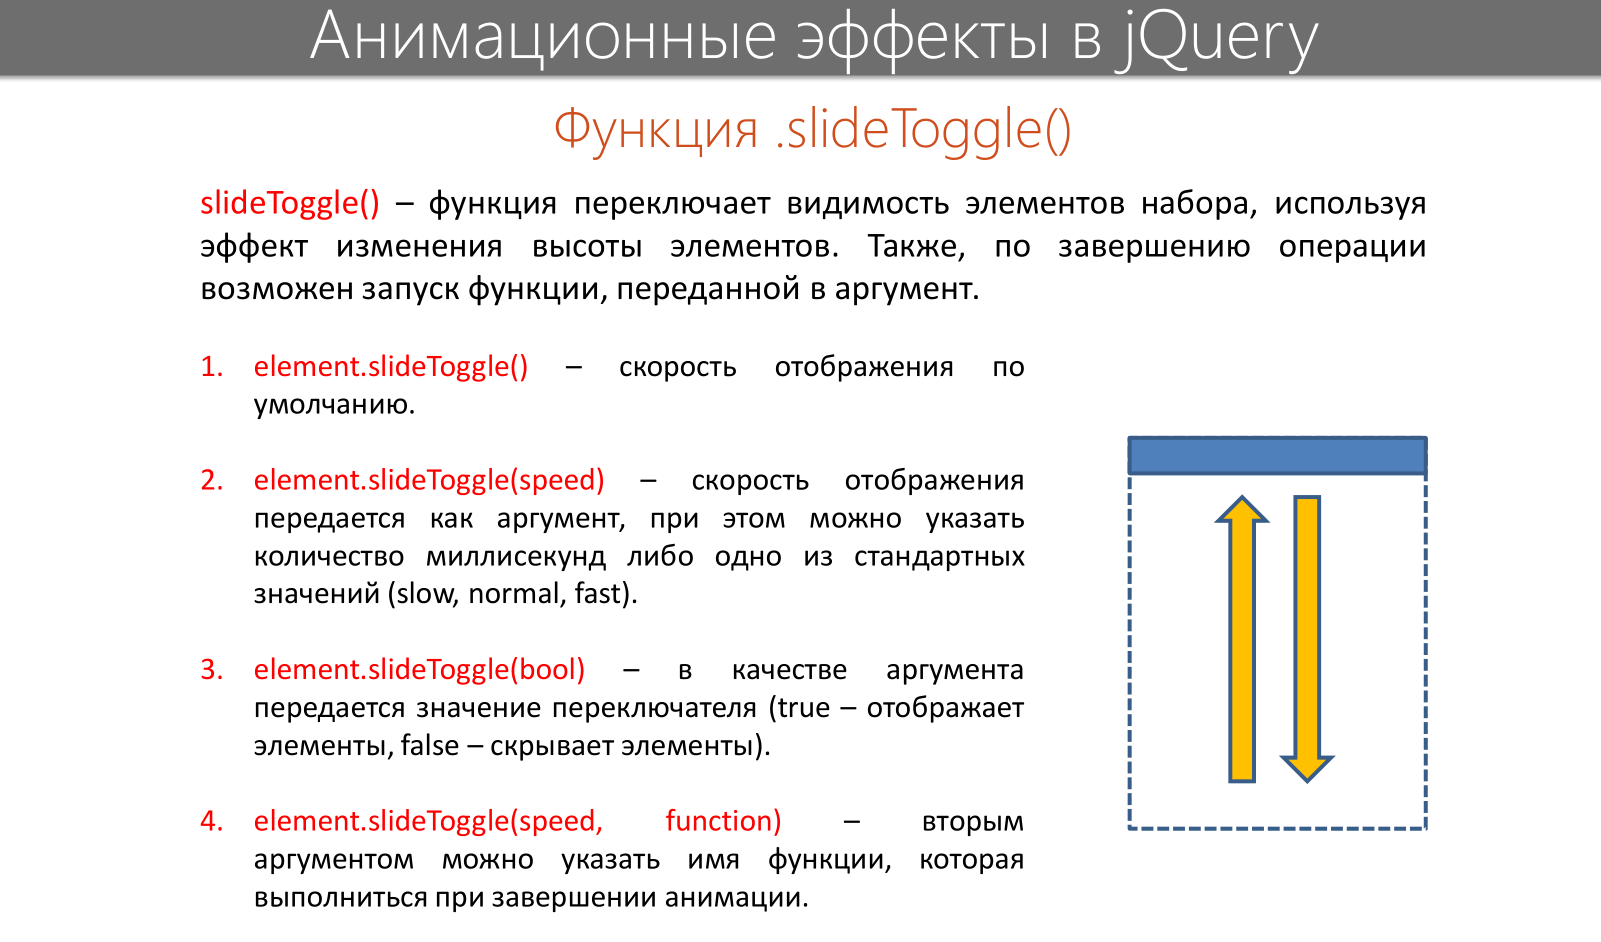 Анимационные эффекты в jQuery
Функция .slideToggle()
slideToggle() – функция переключает видимость элементов набора, используя
эффект изменения высоты элементов. Также, по завершению операции
возможен запуск функции, переданной в аргумент.
1. element.slideToggle() – скорость отображения по
умолчанию.
2. element.slideToggle(speed) – скорость отображения
передается как аргумент, при этом можно указать
количество миллисекунд либо одно из стандартных
значений (slow, normal, fast).
3. element.slideToggle(bool) – в качестве аргумента
передается значение переключателя (true – отображает
элементы, false – скрывает элементы).
4. element.slideToggle(speed, function) – вторым
аргументом можно указать имя функции, которая
выполниться при завершении анимации.